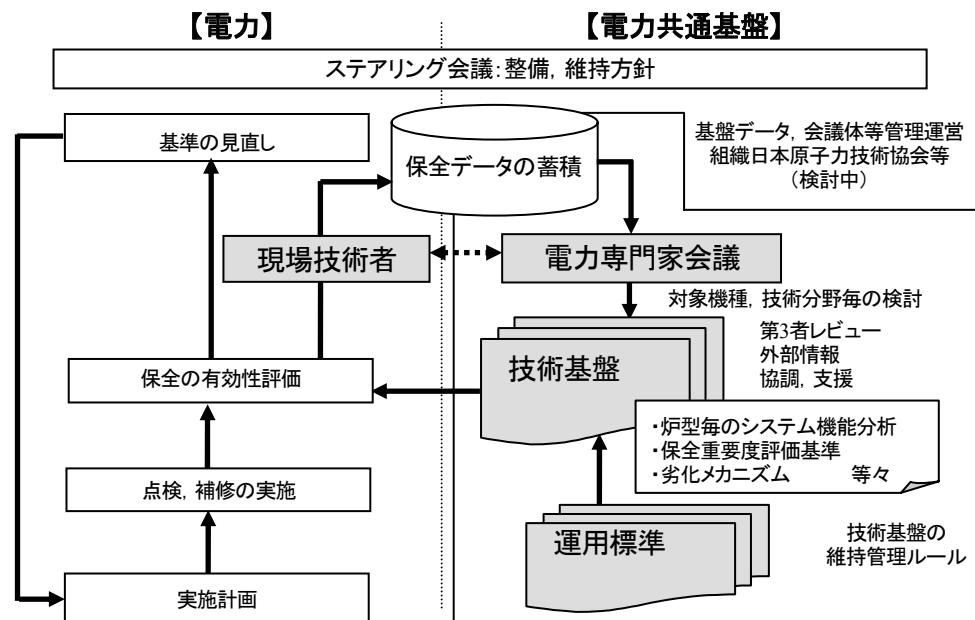 【電力】
【電力共通基盤】
ステアリング会議:整備, 維持方針
基準の見直し
保全データの蓄積
基盤データ, 会議体等管理運営
組織日本原子力技術協会等
（検討中）
現場技術者
電力専門家会議
対象機種, 技術分野毎の検討
第3者レビュー
外部情報
協調, 支援
技術基盤
保全の有効性評価
・炉型毎のシステム機能分析
・保全重要度評価基準
・劣化メカニズム　　等々
点検, 補修の実施
運用標準
技術基盤の
維持管理ルール
実施計画